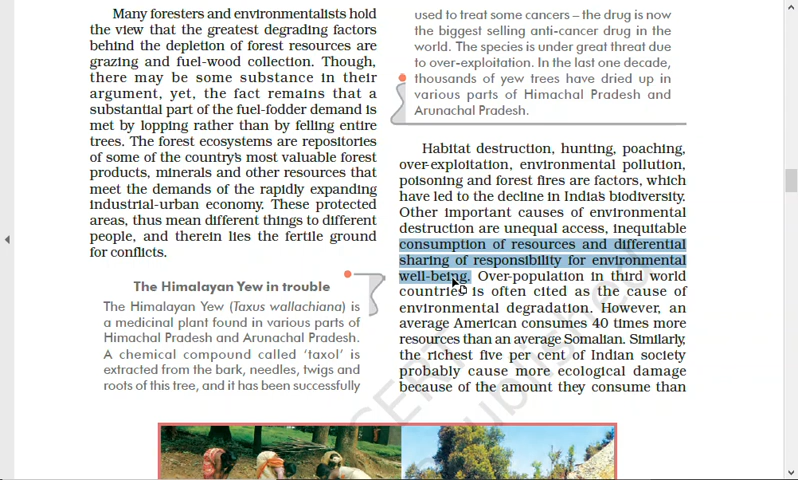 Many foresters and environmentalists hold
the view that the greatest degrading factors
behind the depletion of forest resources are
grazing and fuel-wood collection. Though,
there may be some substance in their
argument, yet, the fact remains that a
substantial part of the fuel-fodder demand is
met by lopping rather than by felling entire
trees. The forest ecosystems are repositories
of some of the country's most valuable forest
products, minerals and other resources that
meet the demands of the rapidly expanding
industrial-urban economy. These protected
areas, thus mean different things to different
people, and therein lies the fertile ground
for conflicts.
The Himalayan Yew in trouble
The Himalayan Yew (Taxus wallachiana) is
a medicinal plant found in various parts of
Himachal Pradesh and Arunachal Pradesh.
A chemical compound called 'taxol' is
extracted from the bark, needles, twigs and
roots of this tree, and it has been successfully
used to treat some cancers – the drug is now
the biggest selling anti-cancer drug in the
world. The species is under great threat due
to over-exploitation. In the last one decade,
thousands of yew trees have dried up in
various parts of Himachal Pradesh and
Arunachal Pradesh.
Habitat destruction, hunting, poaching,
over-exploitation, environmental pollution,
poisoning and forest fires are factors, which
have led to the decline in India's biodiversity.
Other important causes of environmental
destruction are unequal access, inequitable
consumption of resources and differential
sharing of responsibility for environmental
well-being. Over-population in third world
countries is often cited as the cause of
environmental degradation. However, an
average American consumes 40 times more
resources than an average Somalian. Similarly,
the richest five per cent of Indian society
probably cause more ecological damage
because of the amount they consume than